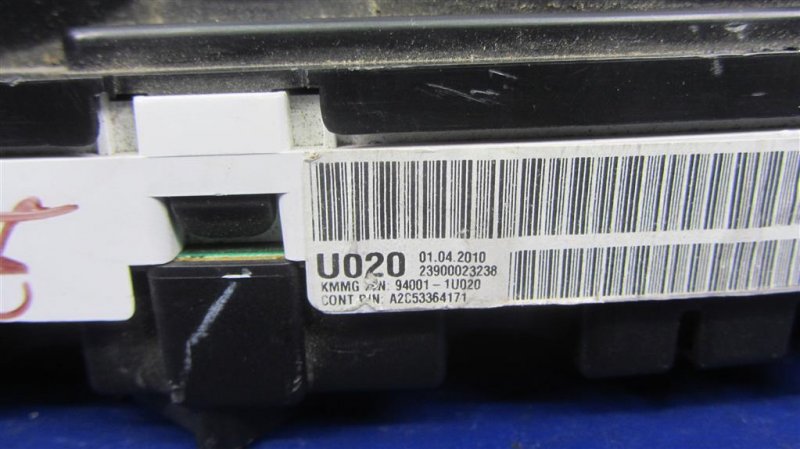 U020 01.04.2010
23900023238
KMMG P/N: 94001-1U020
CONT P/N: A2C53364171